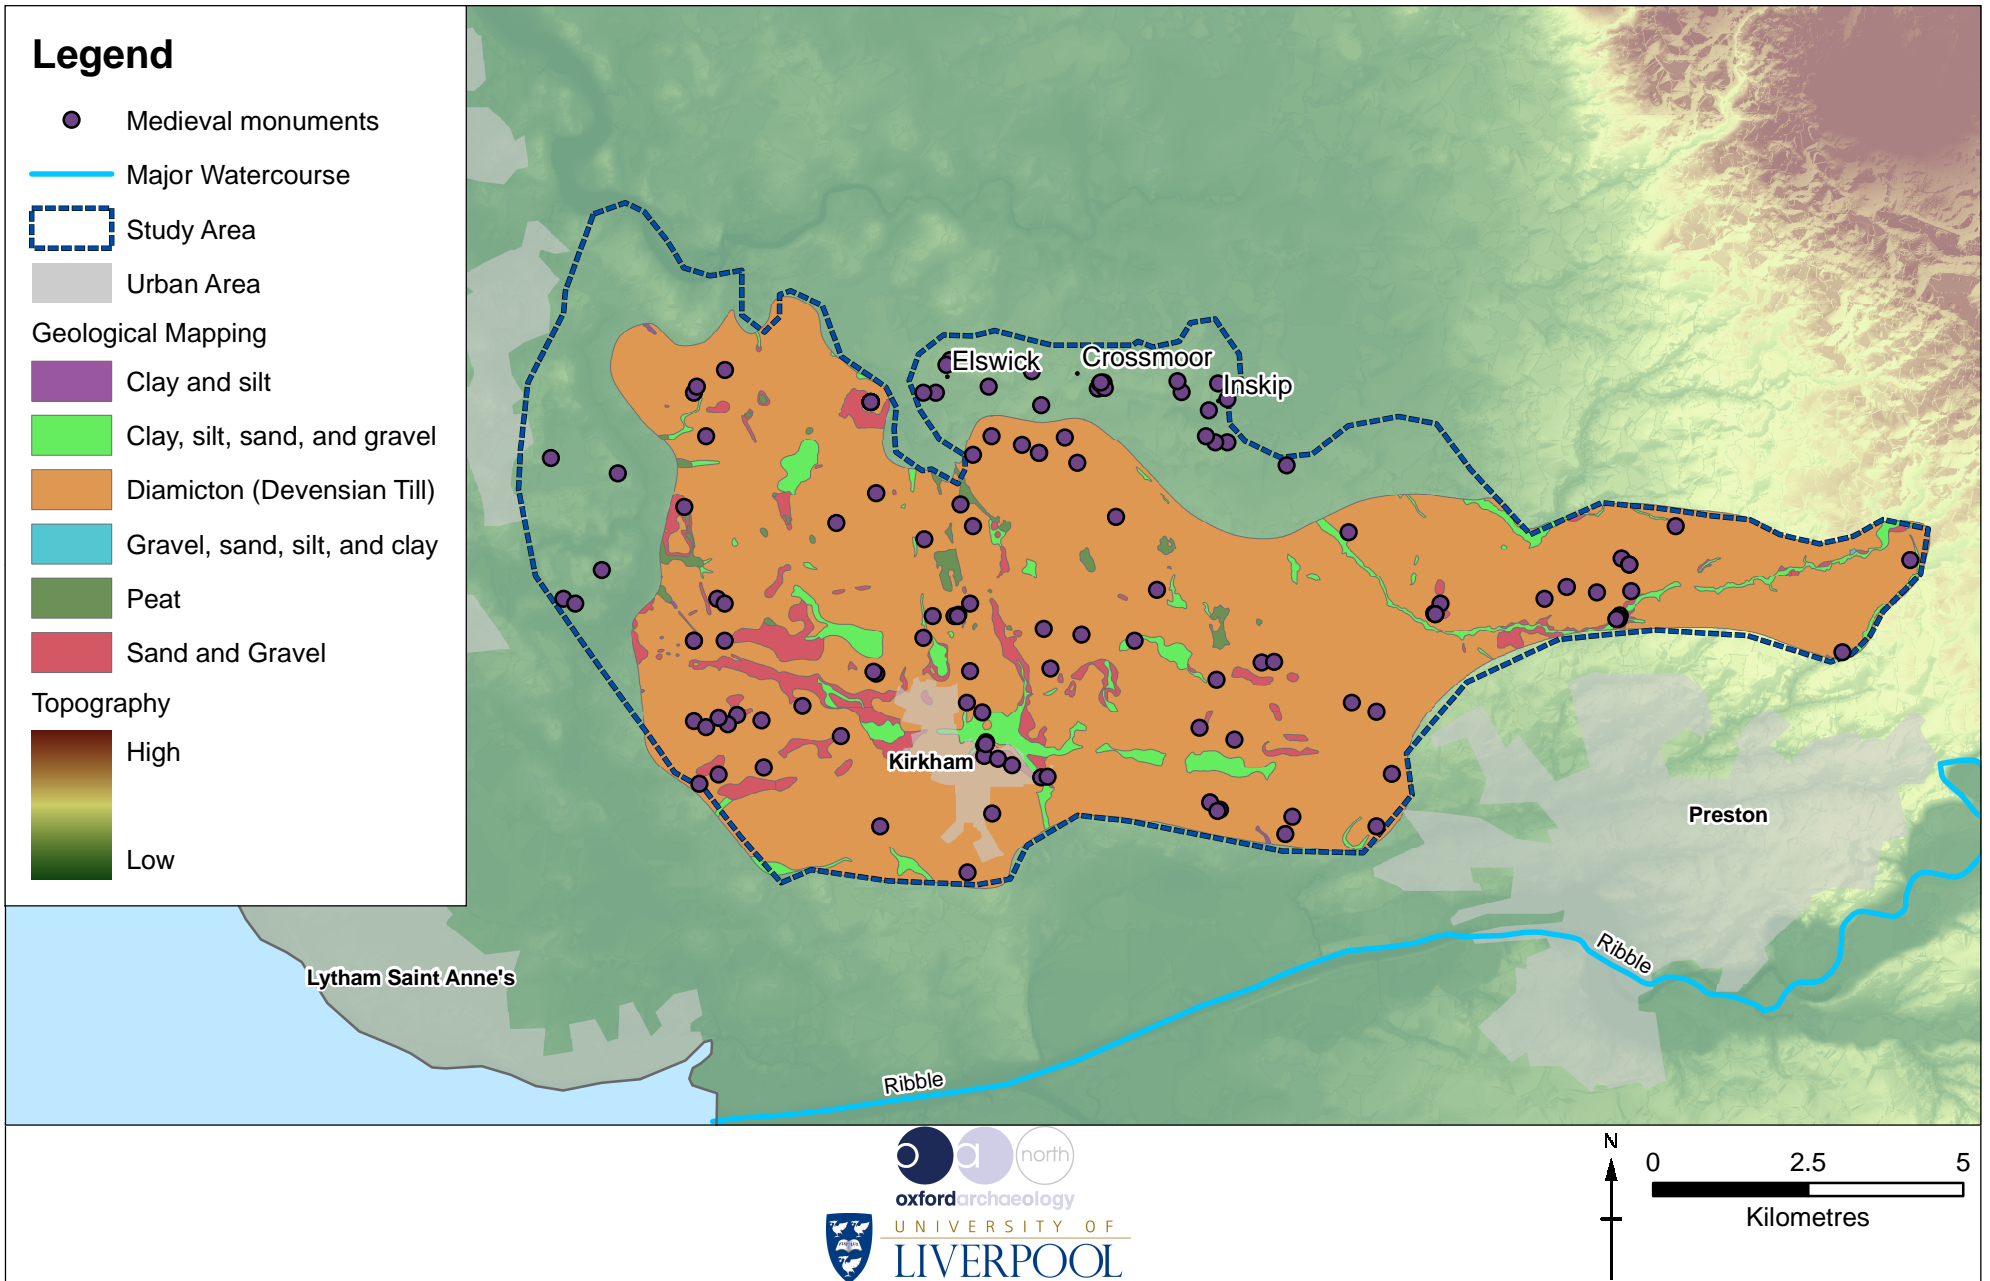 Legend
Medieval monuments
Major Watercourse
Study Area
Urban Area
Geological Mapping
Clay and silt
Clay, silt, sand, and gravel
Diamicton (Devensian Till)
Gravel, sand, silt, and clay
Peat
Sand and Gravel
Topography
High
Low
Elswick
Crossmoor
Inskip
Kirkham
Preston
Lytham Saint Anne's
Ribble
Ribble
oa north
oxfordarchaeology
UNIVERSITY OF
LIVERPOOL
N
0 2.5 5
Kilometres